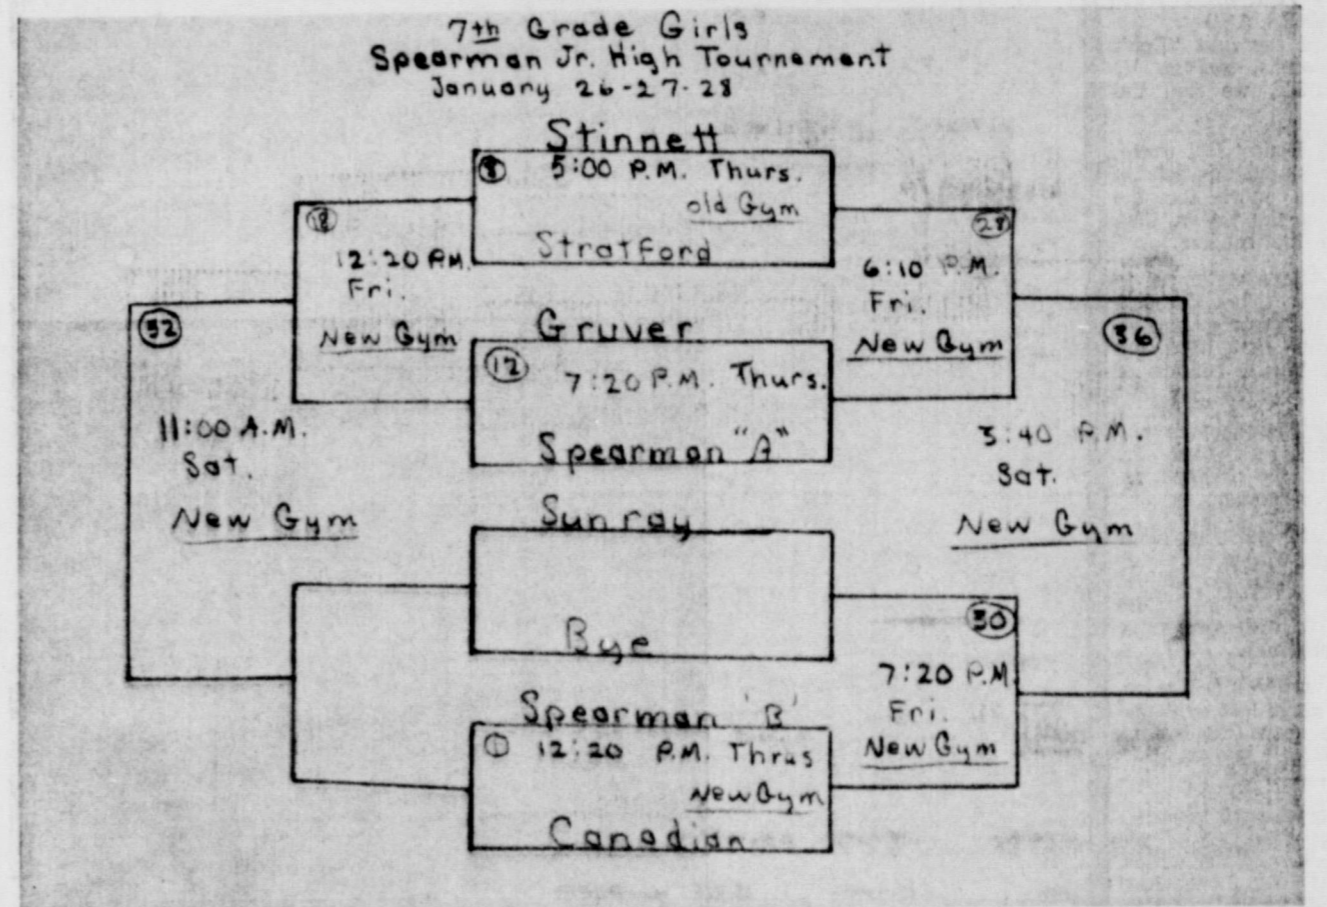 7th Grade Girls
Spearman Jr. High Tournament
January 26-27-28
Stinnett
8 5:00 P.M. Thurs.
old Gym
Stratford
18
12:20 P.M.
Fri.
New Gym
28
6:10 P.M.
Fri.
New Gym
Gruver
12
7:20 P.M. Thurs.
Spearman "A"
32
11:00 A.M.
Sat.
New Gym
36
3:40 P.M.
Sat.
New Gym
Sunray
Bye
30
7:20 P.M.
Fri.
New Gym
Spearman 'B'
1 12:20 P.M. Thrus
New Gym
Canadian